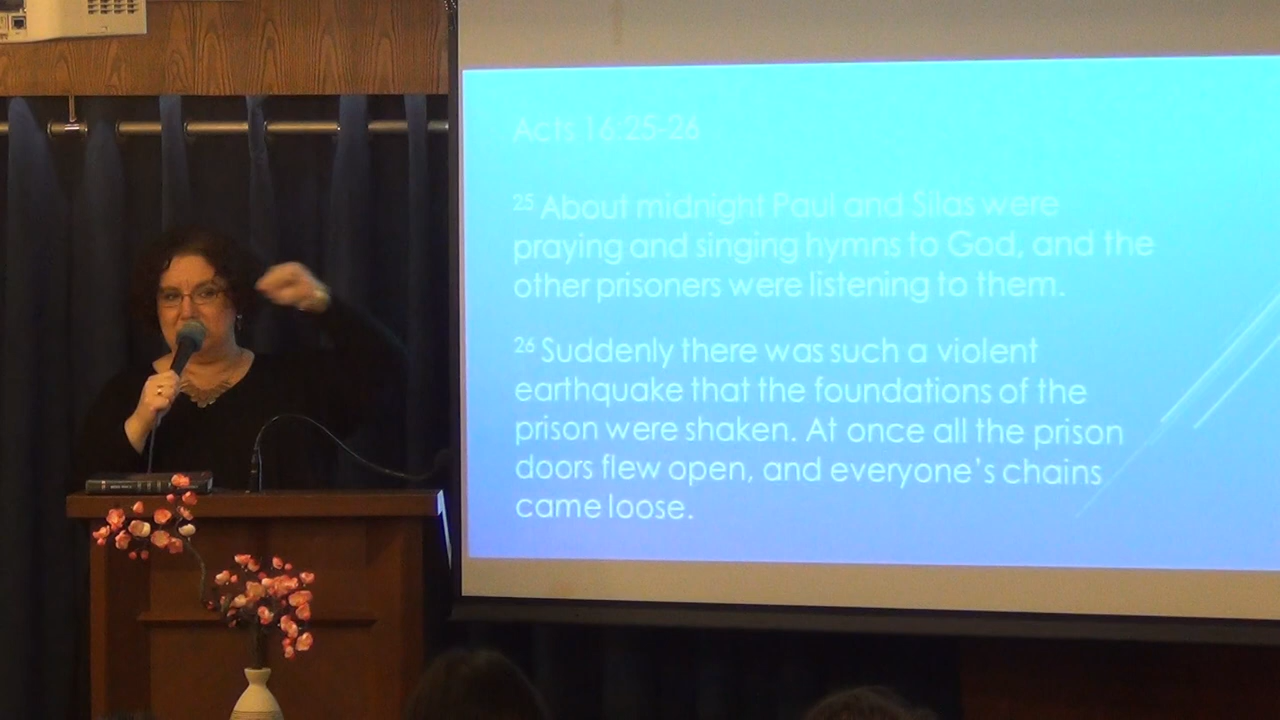 Acts 16:25-26
25 About midnight Paul and Silas were
praying and singing hymns to God, and the
other prisoners were listening to them.
26 Suddenly there was such a violent
earthquake that the foundations of the
prison were shaken. At once all the prison
doors flew open, and everyone’s chains
came loose.